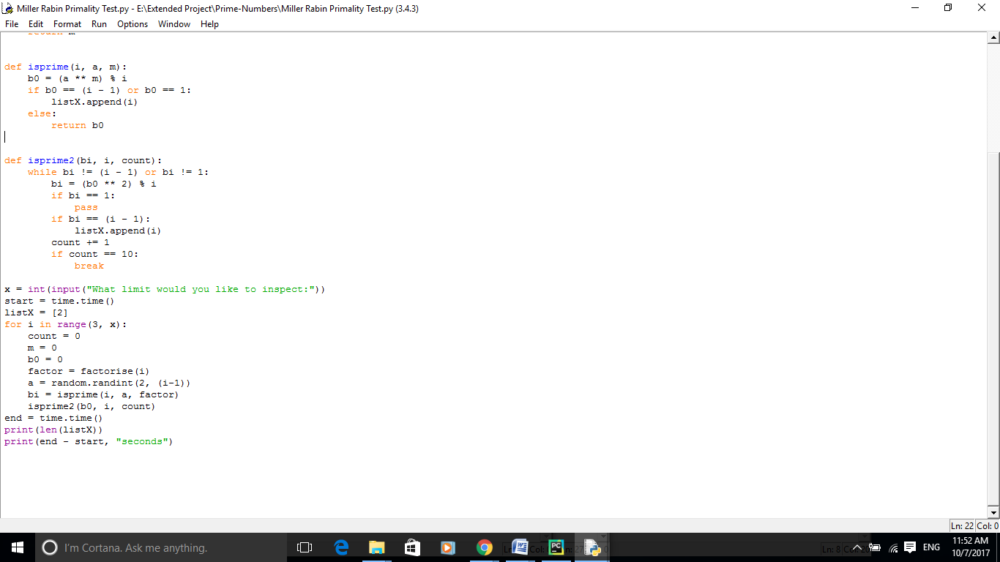 Miller Rabin Primality Test.py - E:\Extended Project\Prime-Numbers\Miller Rabin Primality Test.py (3.4.3)
File Edit Format Run Options Window Help
def isprime(i, a, m):
    b0 = (a ** m) % i
    if b0 == (i - 1) or b0 == 1:
        listX.append(i)
    else:
        return b0
def isprime2(bi, i, count):
    while bi != (i - 1) or bi != 1:
        bi = (b0 ** 2) % i
        if bi == 1:
            pass
        if bi == (i - 1):
            listX.append(i)
        count += 1
        if count == 10:
            break
x = int(input("What limit would you like to inspect:"))
start = time.time()
listX = [2]
for i in range(3, x):
    count = 0
    m = 0
    b0 = 0
    factor = factorise(i)
    a = random.randint(2, (i-1))
    bi = isprime(i, a, factor)
    isprime2(b0, i, count)
end = time.time()
print(len(listX))
print(end - start, "seconds")
Ln: 22 Col: 0
I'm Cortana. Ask me anything.
ENG
11:52 AM
10/7/2017